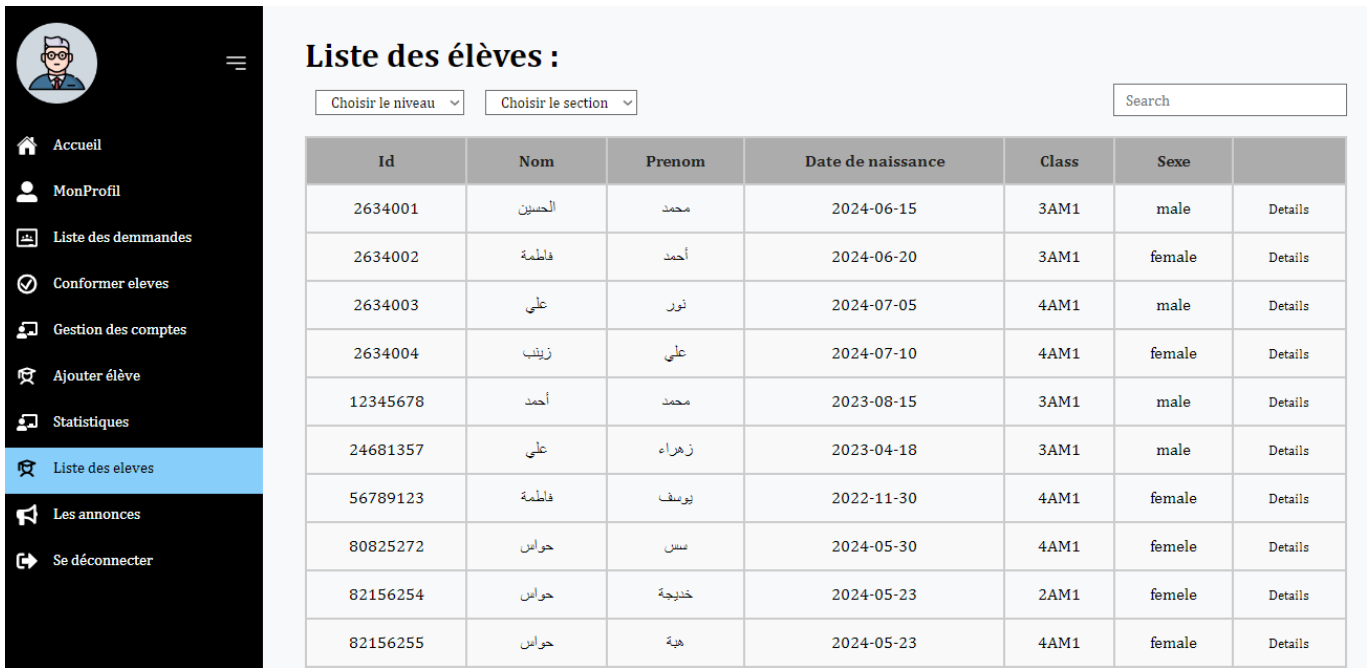 Accueil
MonProfil
Liste des demmandes
Conformer eleves
Gestion des comptes
Ajouter élève
Statistiques
Liste des eleves
Les annonces
Se déconnecter
Liste des élèves :
Choisir le niveau Choisir le section Search
Id Nom Prenom Date de naissance Class Sexe
2634001 الحسين محمد 2024-06-15 3AM1 male Details
2634002 فاطمة أحمد 2024-06-20 3AM1 female Details
2634003 علي نور 2024-07-05 4AM1 male Details
2634004 زينب علي 2024-07-10 4AM1 female Details
12345678 أحمد محمد 2023-08-15 3AM1 male Details
24681357 علي زهراء 2023-04-18 3AM1 male Details
56789123 فاطمة يوسف 2022-11-30 4AM1 female Details
80825272 حواس سس 2024-05-30 4AM1 femele Details
82156254 حواس خديجة 2024-05-23 2AM1 femele Details
82156255 حواس هبة 2024-05-23 4AM1 female Details